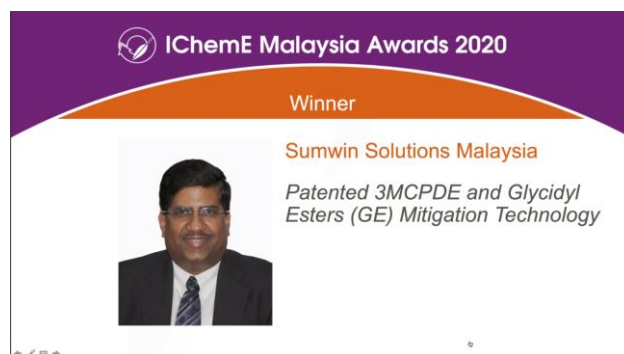 IChemE Malaysia Awards 2020
Winner
Sumwin Solutions Malaysia
Patented 3MCPDE and Glycidyl
Esters (GE) Mitigation Technology